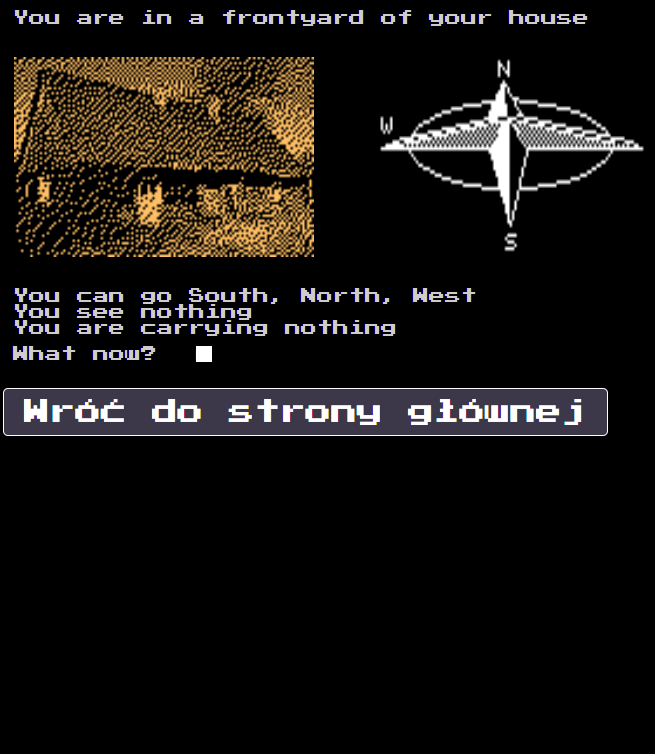 You are in a frontyard of your house
N
W
S
You can go South, North, West
You see nothing
You are carrying nothing
What now?
Wróć do strony głównej